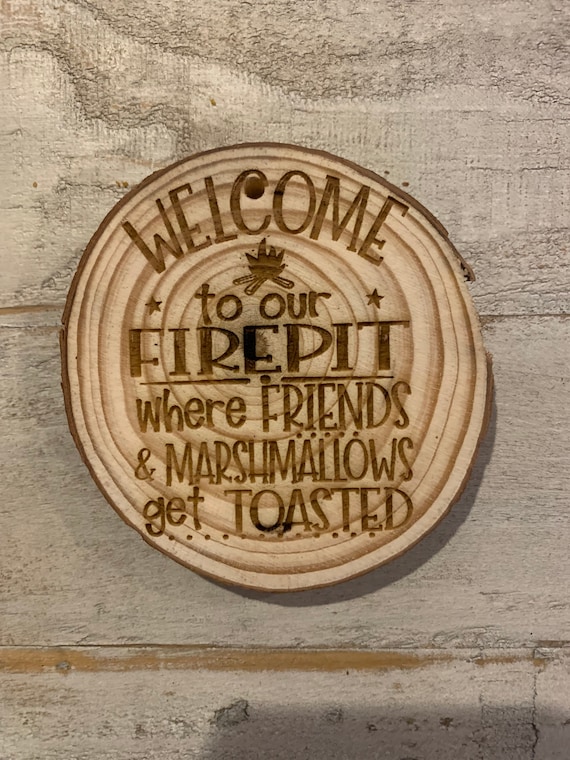 WELCOME
to our
FIREPIT
where FRIENDS
& MARSHMALLOWS
get TOASTED